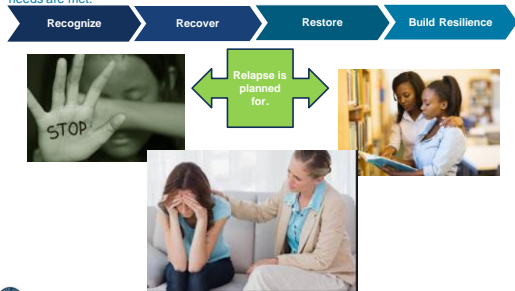 needs are met.
Recognize
Recover
Restore
Build Resilience
Relapse is
planned
for.
STOP